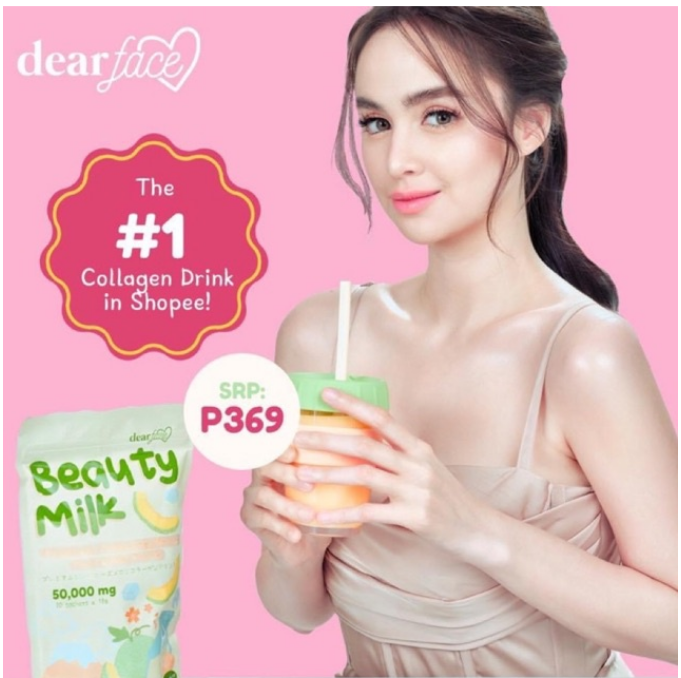 dear face
The
#1
Collagen Drink
in Shopee!
SRP:
P369
dear face
Beauty
Milk
50,000 mg